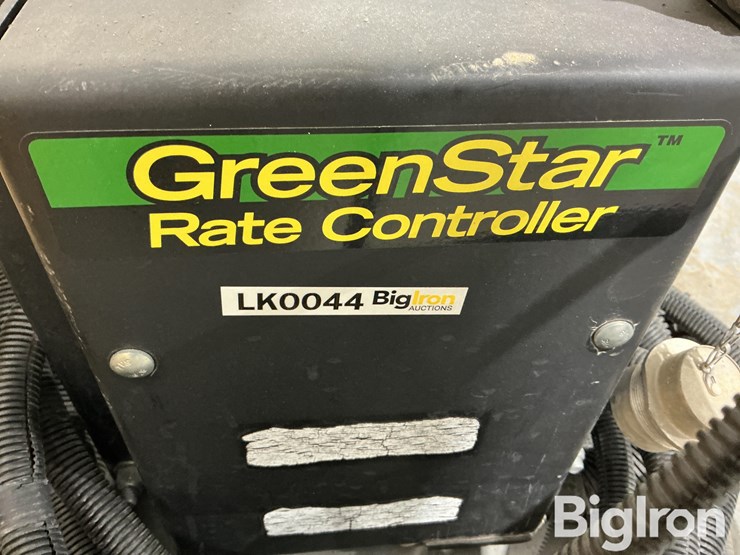 GreenStar™
Rate Controller
LK0044 BigIron
AUCTIONS
BigIron